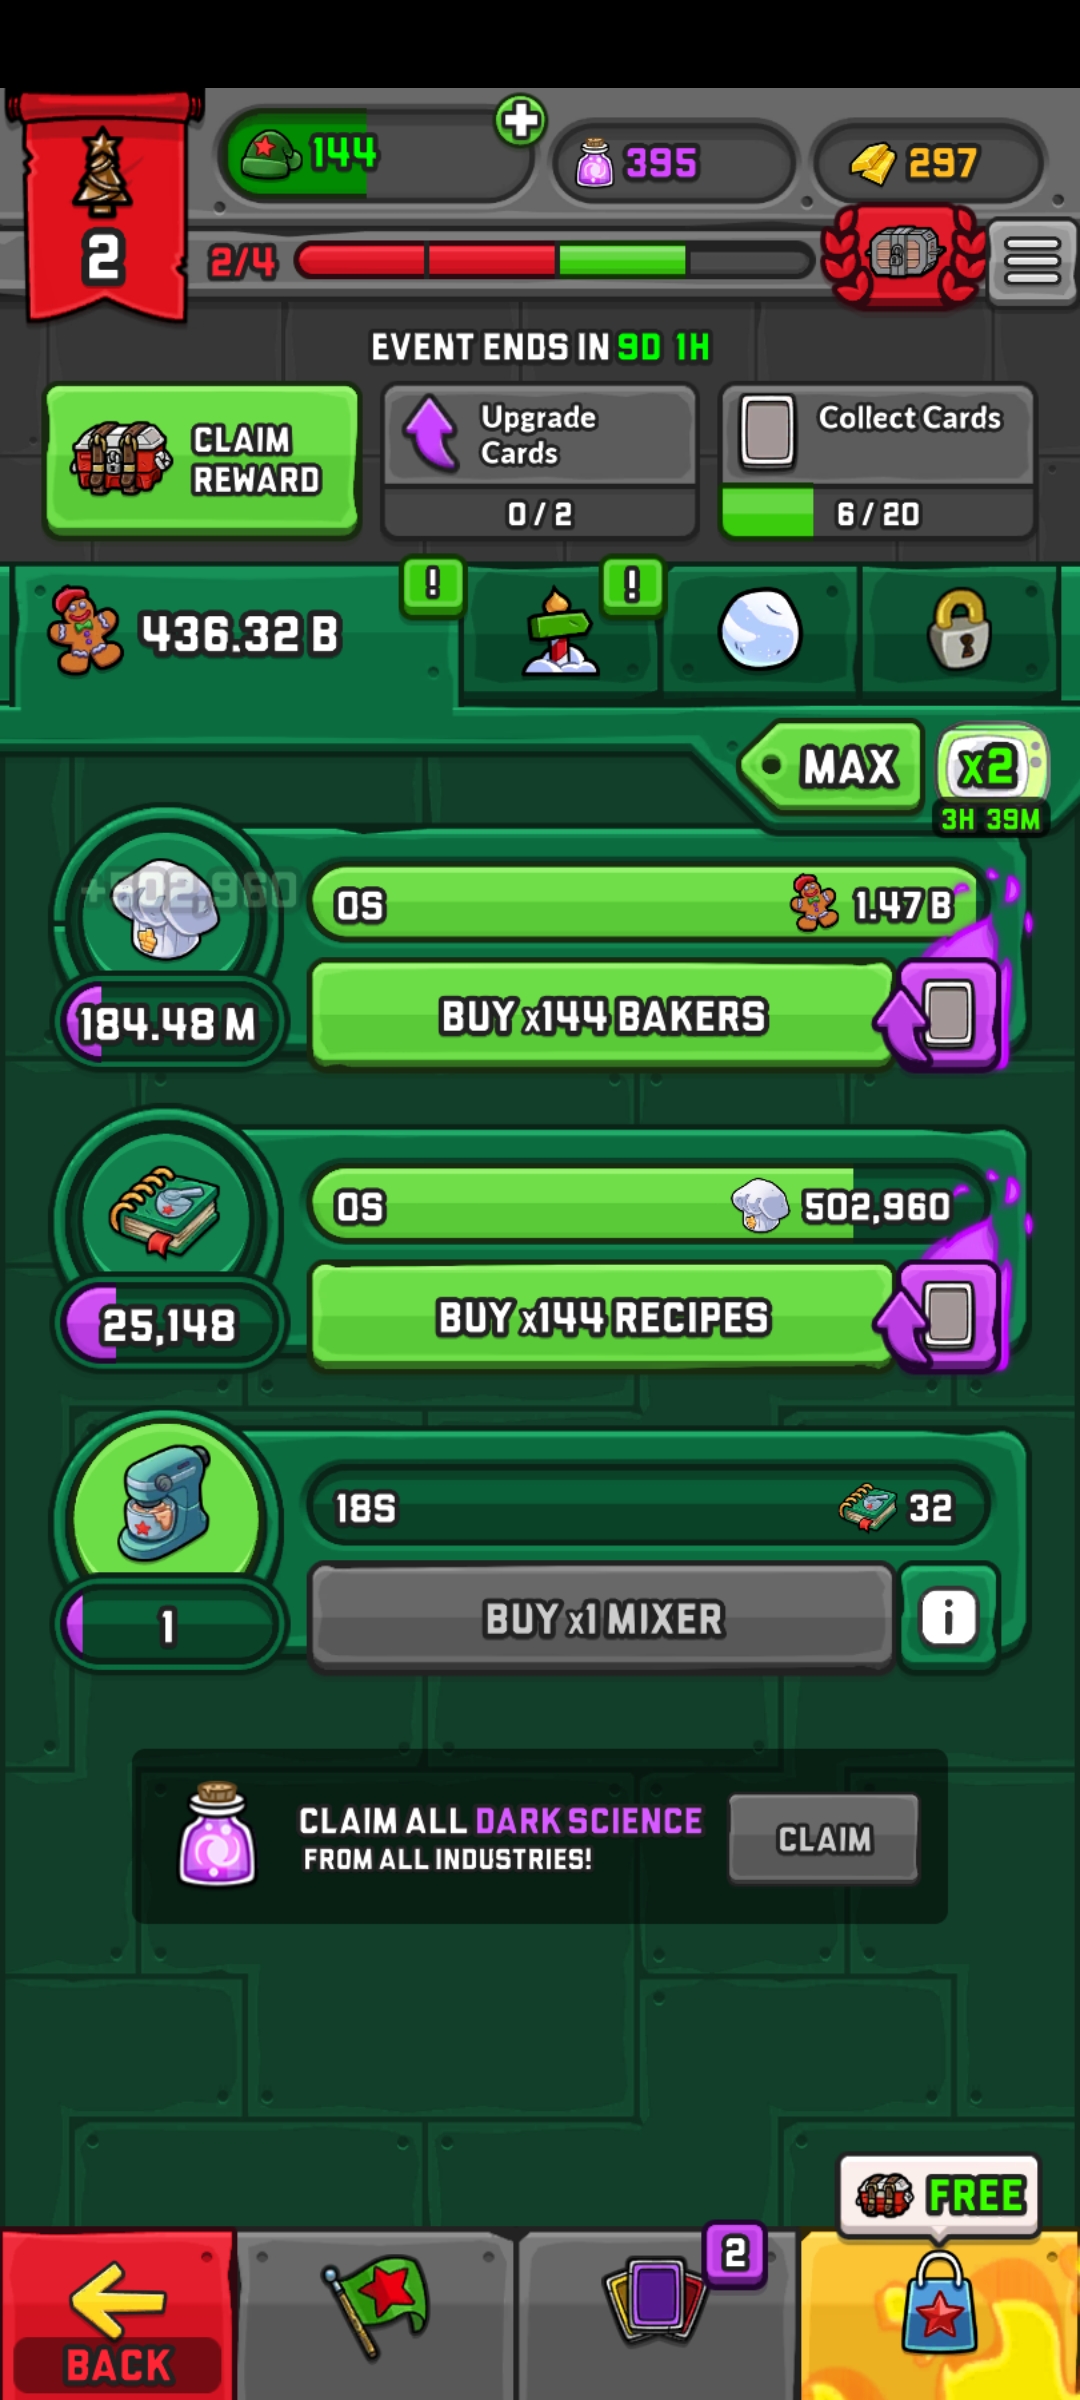 144
395
297
2
2/4
EVENT ENDS IN 9D 1H
CLAIM
REWARD
Upgrade
Cards
0 / 2
Collect Cards
6 / 20
436.32 B
!
!
MAX
x2
3H 39M
+502,960
0S
1.47 B
184.48 M
BUY x144 BAKERS
0S
502,960
25,148
BUY x144 RECIPES
18S
32
1
BUY x1 MIXER
i
CLAIM ALL DARK SCIENCE
FROM ALL INDUSTRIES!
CLAIM
FREE
2
BACK